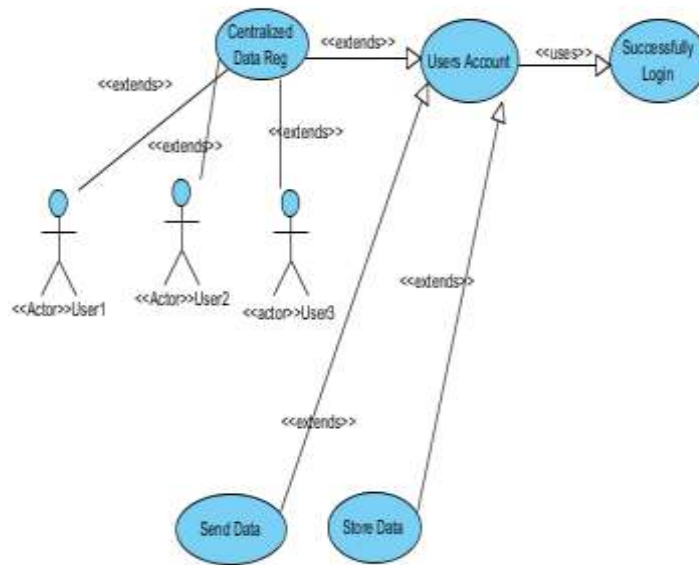 Centralized
Data Reg
<<extends>>
Users Account
<<uses>>
Successfully
Login
<<extends>>
<<extends>>
<<extends>>
<<Actor>>User1
<<Actor>>User2
<<actor>>User3
<<extends>>
<<extends>>
Send Data
Store Data